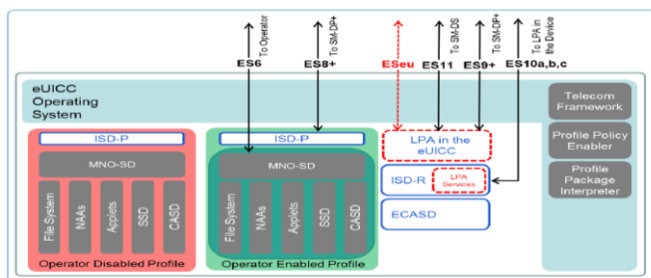 To Operator
To SM-DP+
To SM-DS
To SM-DP+
To LPA in
the Device
ES6
ES8+
ESeu
ES11
ES9+
ES10a,b,c
eUICC
Operating
System
Telecom
Framework
Profile Policy
Enabler
Profile
Package
Interpreter
ISD-P
MNO-SD
File System
NAAs
Applets
SSD
CASD
Operator Disabled Profile
ISD-P
MNO-SD
File System
NAAs
Applets
SSD
CASD
Operator Enabled Profile
LPA in the
eUICC
ISD-R
LPA
Services
ECASD